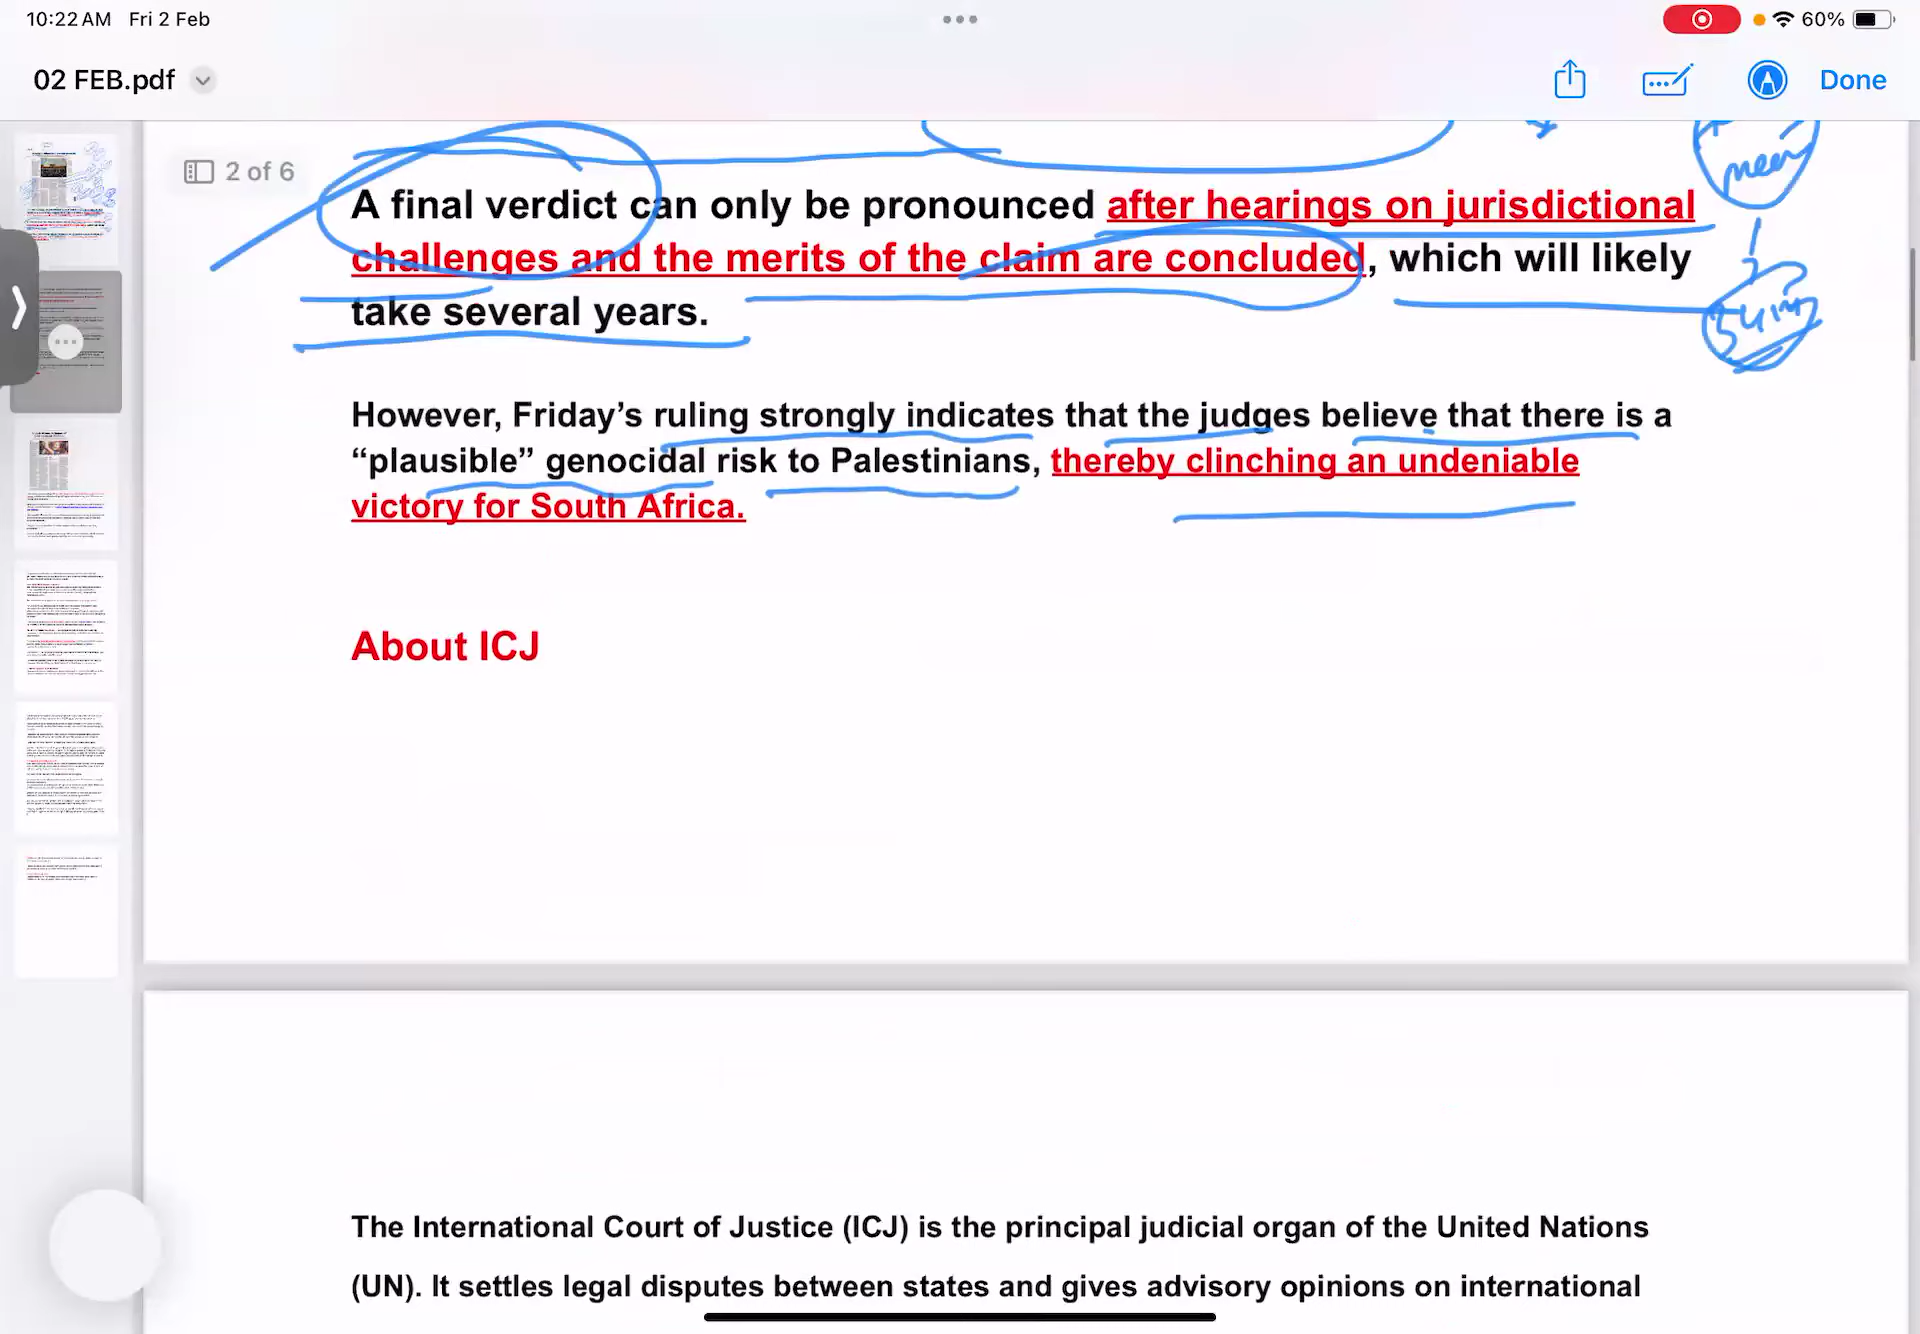 10:22 AM Fri 2 Feb
60%
02 FEB.pdf
Done
2 of 6
A final verdict can only be pronounced after hearings on jurisdictional
challenges and the merits of the claim are concluded, which will likely
take several years.
However, Friday’s ruling strongly indicates that the judges believe that there is a
“plausible” genocidal risk to Palestinians, thereby clinching an undeniable
victory for South Africa.
About ICJ
The International Court of Justice (ICJ) is the principal judicial organ of the United Nations
(UN). It settles legal disputes between states and gives advisory opinions on international